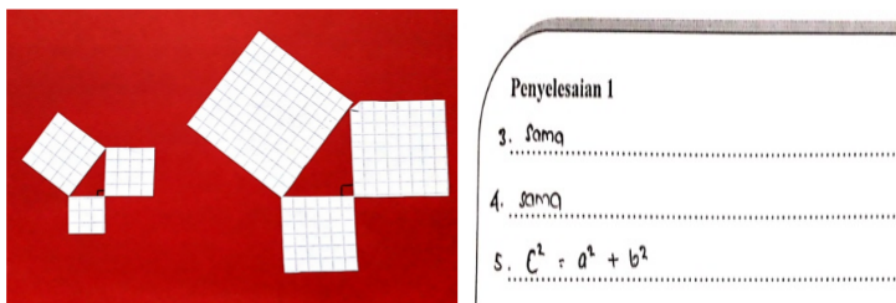 Penyelesaian 1
3. sama
4. sama
5. C² = a² + b²